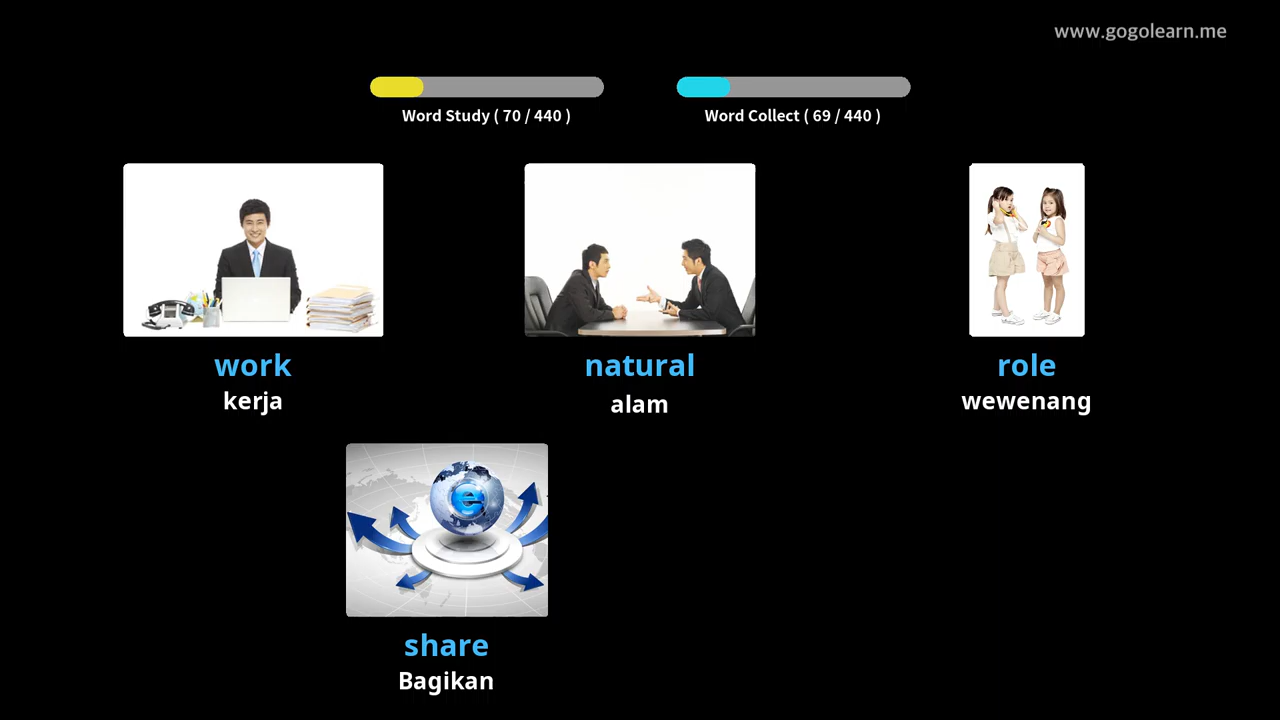 www.gogolearn.me
Word Study ( 70 / 440 )
Word Collect ( 69 / 440 )
work
kerja
natural
alam
role
wewenang
e
share
Bagikan